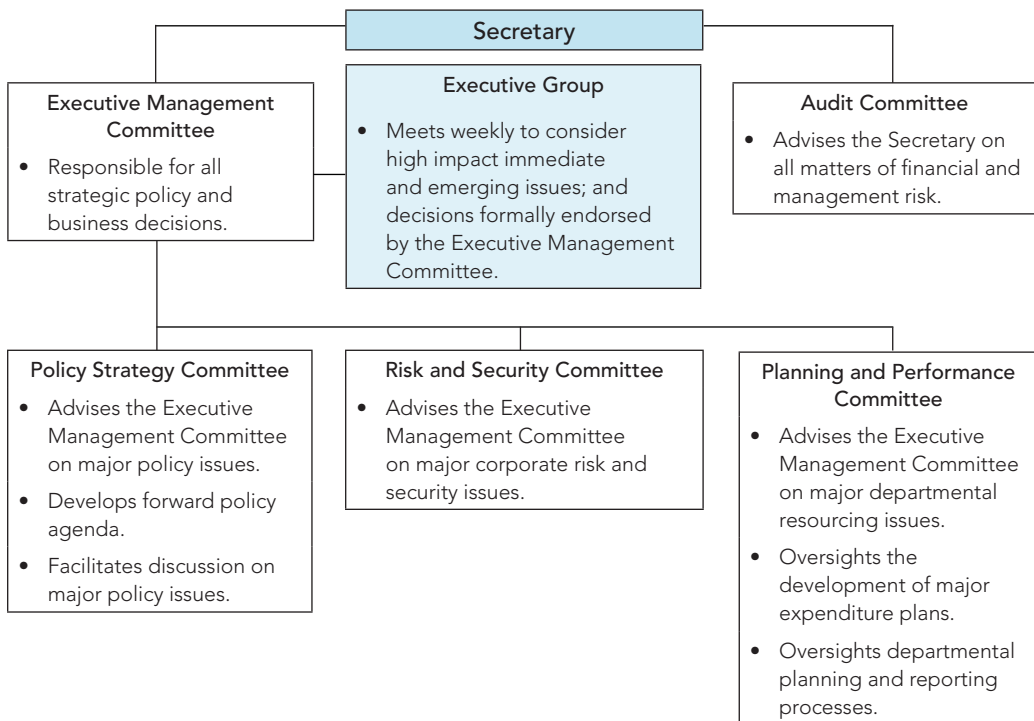 Secretary
Executive Management
Committee
• Responsible for all
strategic policy and
business decisions.
Executive Group
• Meets weekly to consider
high impact immediate
and emerging issues; and
decisions formally endorsed
by the Executive Management
Committee.
Audit Committee
• Advises the Secretary on
all matters of financial and
management risk.
Policy Strategy Committee
• Advises the Executive
Management Committee
on major policy issues.
• Develops forward policy
agenda.
• Facilitates discussion on
major policy issues.
Risk and Security Committee
• Advises the Executive
Management Committee
on major corporate risk and
security issues.
Planning and Performance
Committee
• Advises the Executive
Management Committee
on major departmental
resourcing issues.
• Oversights the
development of major
expenditure plans.
• Oversights departmental
planning and reporting
processes.